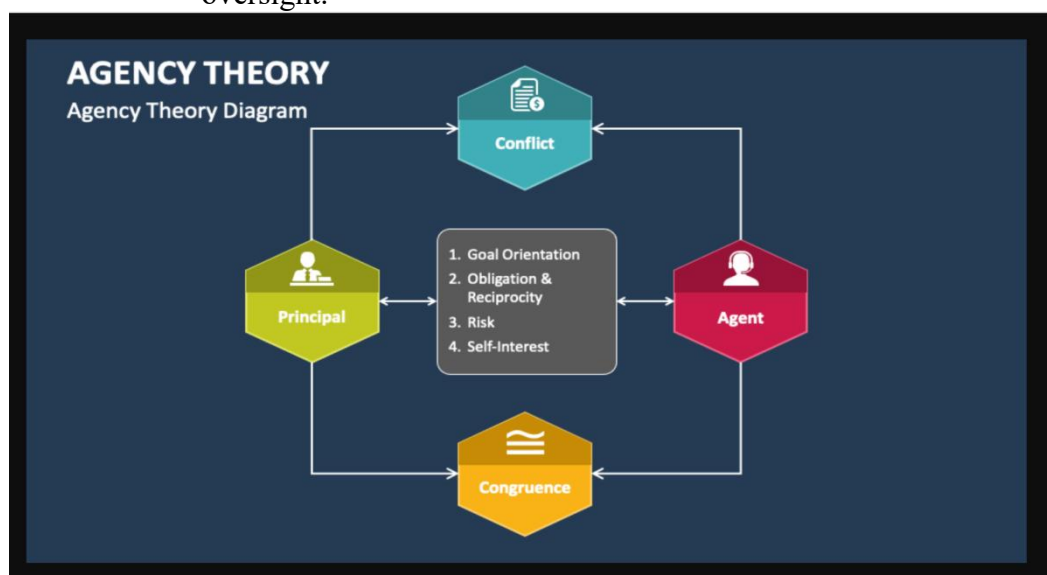 oversight.
AGENCY THEORY
Agency Theory Diagram
Conflict
1. Goal Orientation
2. Obligation &
Reciprocity
3. Risk
4. Self-Interest
Principal
Agent
Congruence